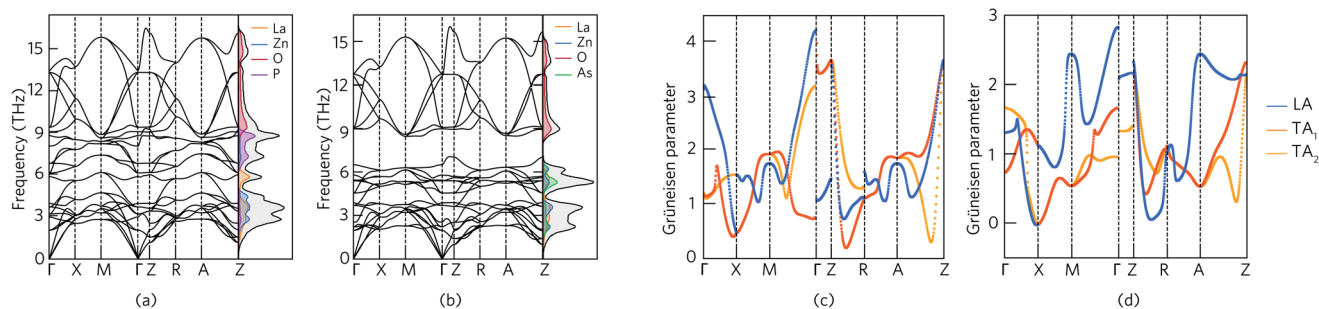 Frequency (THz)
15
12
9
6
3
0
Γ X M Γ Z R A Z
La
Zn
O
P
(a)
Frequency (THz)
15
12
9
6
3
0
Γ X M Γ Z R A Z
La
Zn
O
As
(b)
Grüneisen parameter
4
3
2
1
0
Γ X M Γ Z R A Z
(c)
Grüneisen parameter
3
2
1
0
Γ X M Γ Z R A Z
(d)
LA
TA₁
TA₂